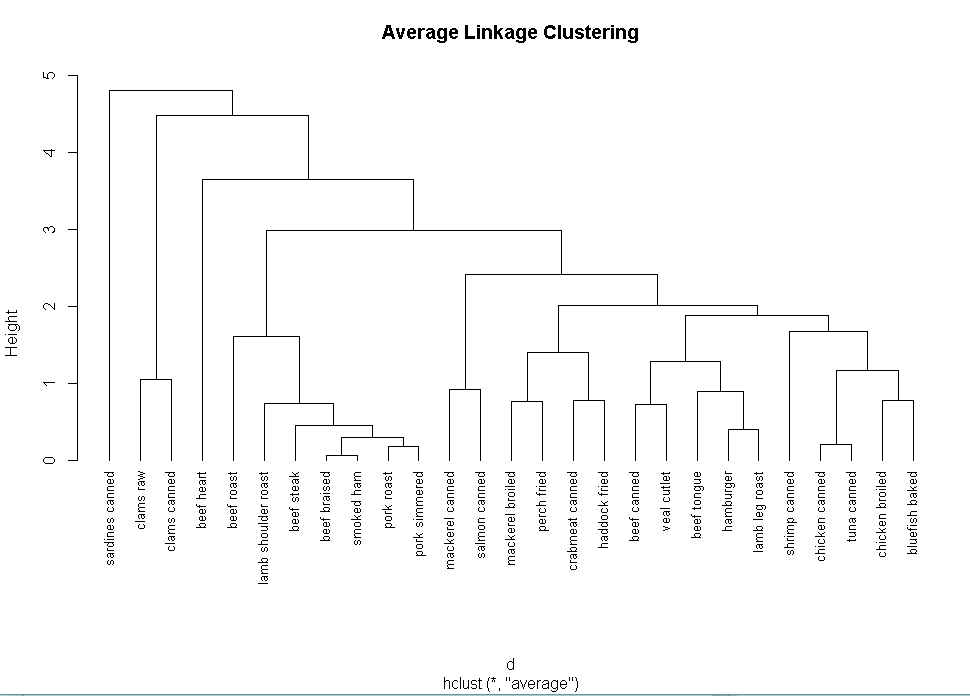 Average Linkage Clustering
Height
5
4
3
2
1
0
sardines canned
clams raw
clams canned
beef heart
beef roast
lamb shoulder roast
beef steak
beef braised
smoked ham
pork roast
pork simmered
mackerel canned
salmon canned
mackerel broiled
perch fried
crabmeat canned
haddock fried
beef canned
veal cutlet
beef tongue
hamburger
lamb leg roast
shrimp canned
chicken canned
tuna canned
chicken broiled
bluefish baked
d
hclust (*, "average")